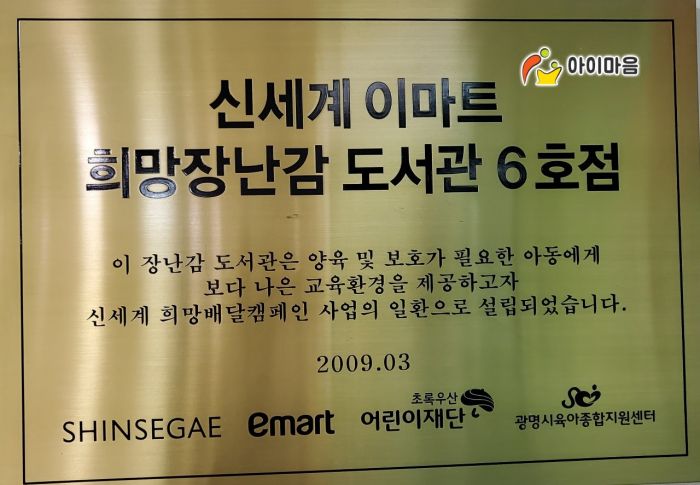 아이마음
신세계 이마트
희망장난감 도서관 6호점
이 장난감 도서관은 양육 및 보호가 필요한 아동에게
보다 나은 교육환경을 제공하고자
신세계 희망배달캠페인 사업의 일환으로 설립되었습니다.
2009.03
SHINSEGAE emart 초록우산 어린이재단 광명시육아종합지원센터